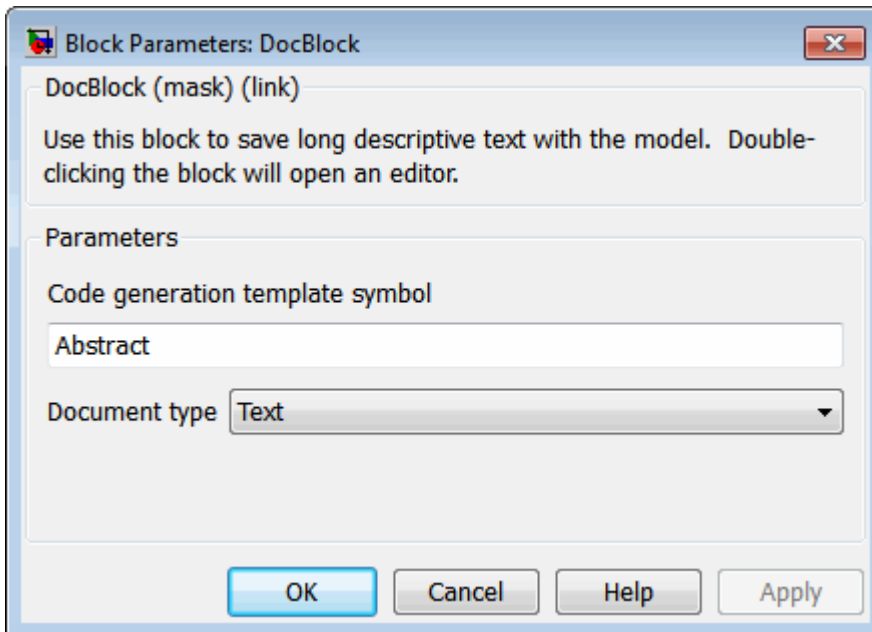 Block Parameters: DocBlock
DocBlock (mask) (link)
Use this block to save long descriptive text with the model.  Double-
clicking the block will open an editor.
Parameters
Code generation template symbol
Abstract
Document type Text
OK Cancel Help Apply